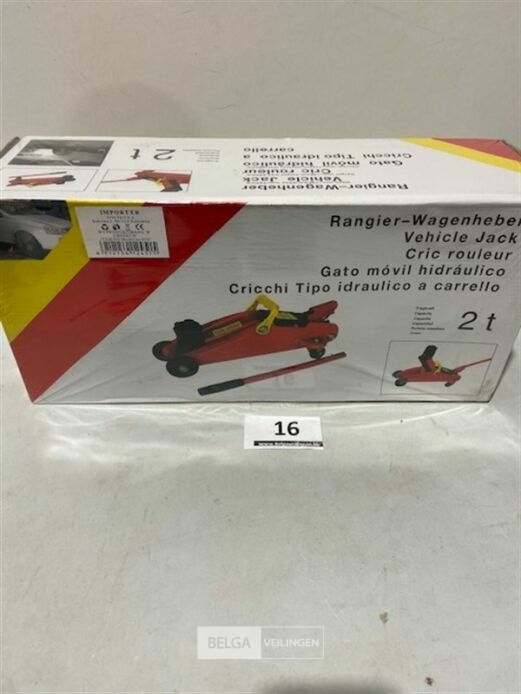 Rangier-Wagenheber
Vehicle Jack
Cric rouleur
Gato móvil hidráulico
Cricchi Tipo idraulico a
carrello
2 t
IMPORTER
Rangier-Wagenheber
Vehicle Jack
Cric rouleur
Gato móvil hidráulico
Cricchi Tipo idraulico a carrello
2 t
16
BELGA VEILINGEN